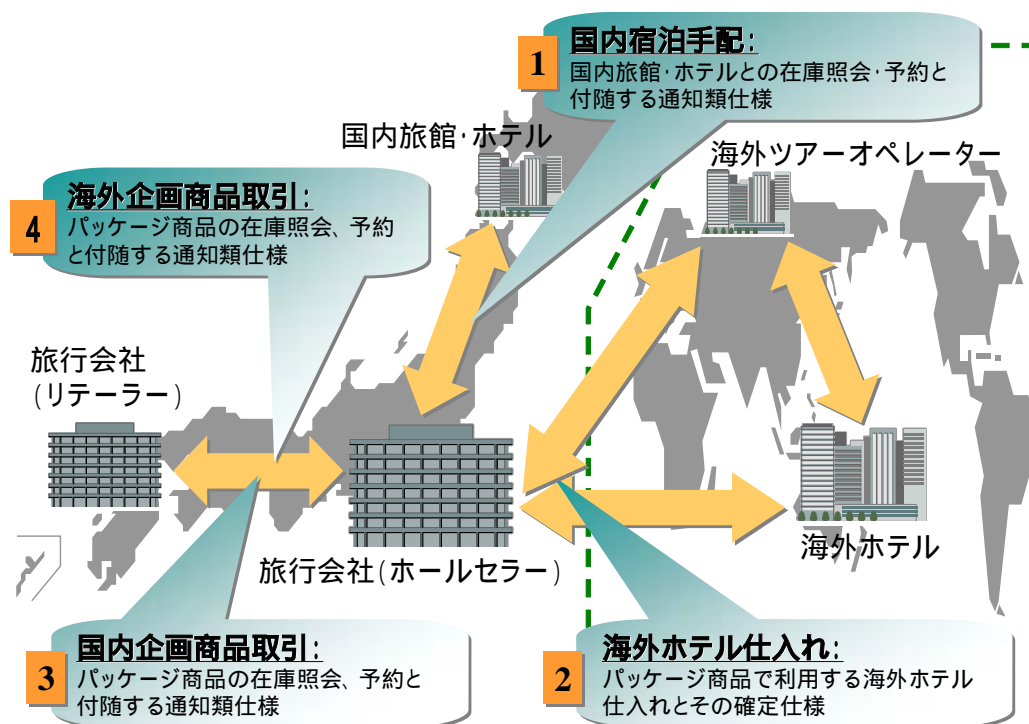 1
国内宿泊手配:
国内旅館・ホテルとの在庫照会・予約と
付随する通知類仕様
国内旅館・ホテル
海外ツアーオペレーター
4
海外企画商品取引:
パッケージ商品の在庫照会、予約
と付随する通知類仕様
旅行会社
(リテーラー)
旅行会社(ホールセラー)
海外ホテル
3
国内企画商品取引:
パッケージ商品の在庫照会、予約と
付随する通知類仕様
2
海外ホテル仕入れ:
パッケージ商品で利用する海外ホテル
仕入れとその確定仕様